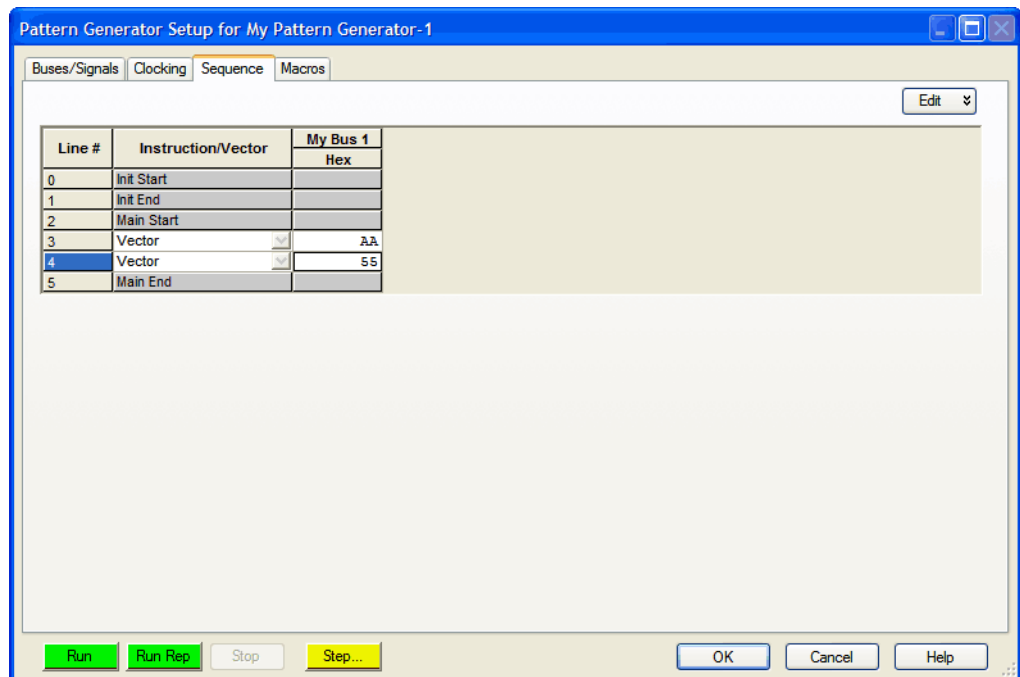 Pattern Generator Setup for My Pattern Generator-1
Buses/Signals Clocking Sequence Macros
Edit
Line # Instruction/Vector My Bus 1
Hex
0 Init Start
1 Init End
2 Main Start
3 Vector AA
4 Vector 55
5 Main End
Run Run Rep Stop Step... OK Cancel Help